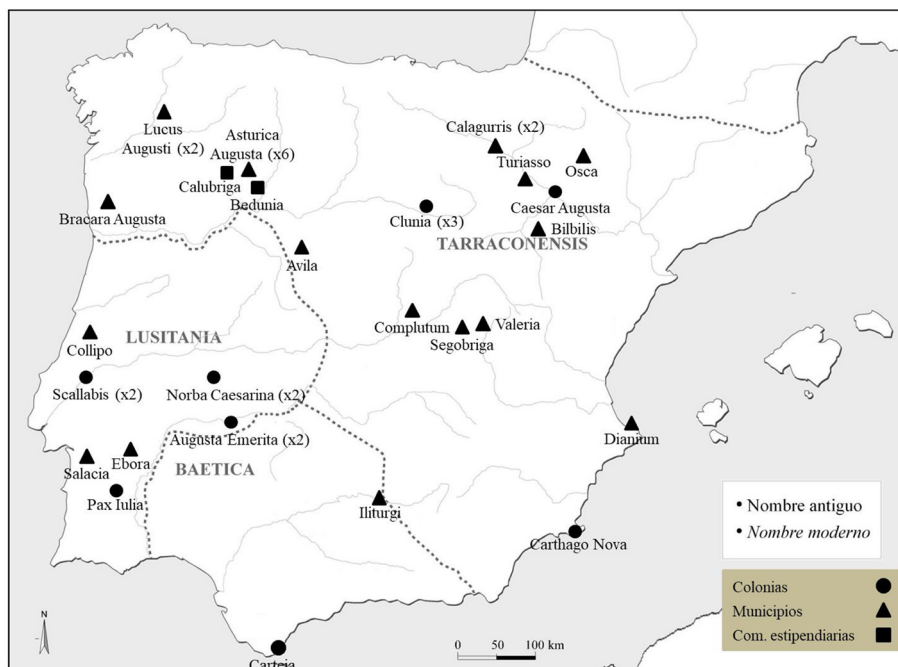 Lucus
Augusti (x2)
Asturica
Augusta (x6)
Calubriga
Bedunia
Bracara Augusta
Calagurris (x2)
Turiasso
Osca
Clunia (x3)
Caesar Augusta
Bilbilis
TARRACONENSIS
Avila
Complutum
Segobriga
Valeria
LUSITANIA
Collipo
Scallabis (x2)
Norba Caesarina (x2)
Augusta Emerita (x2)
Dianium
Salacia
Ebora
BAETICA
Pax Iulia
Iliturgi
Carthago Nova
Carteia
• Nombre antiguo
• Nombre moderno
Colonias
Municipios
Com. estipendiarias
N
0 50 100 km